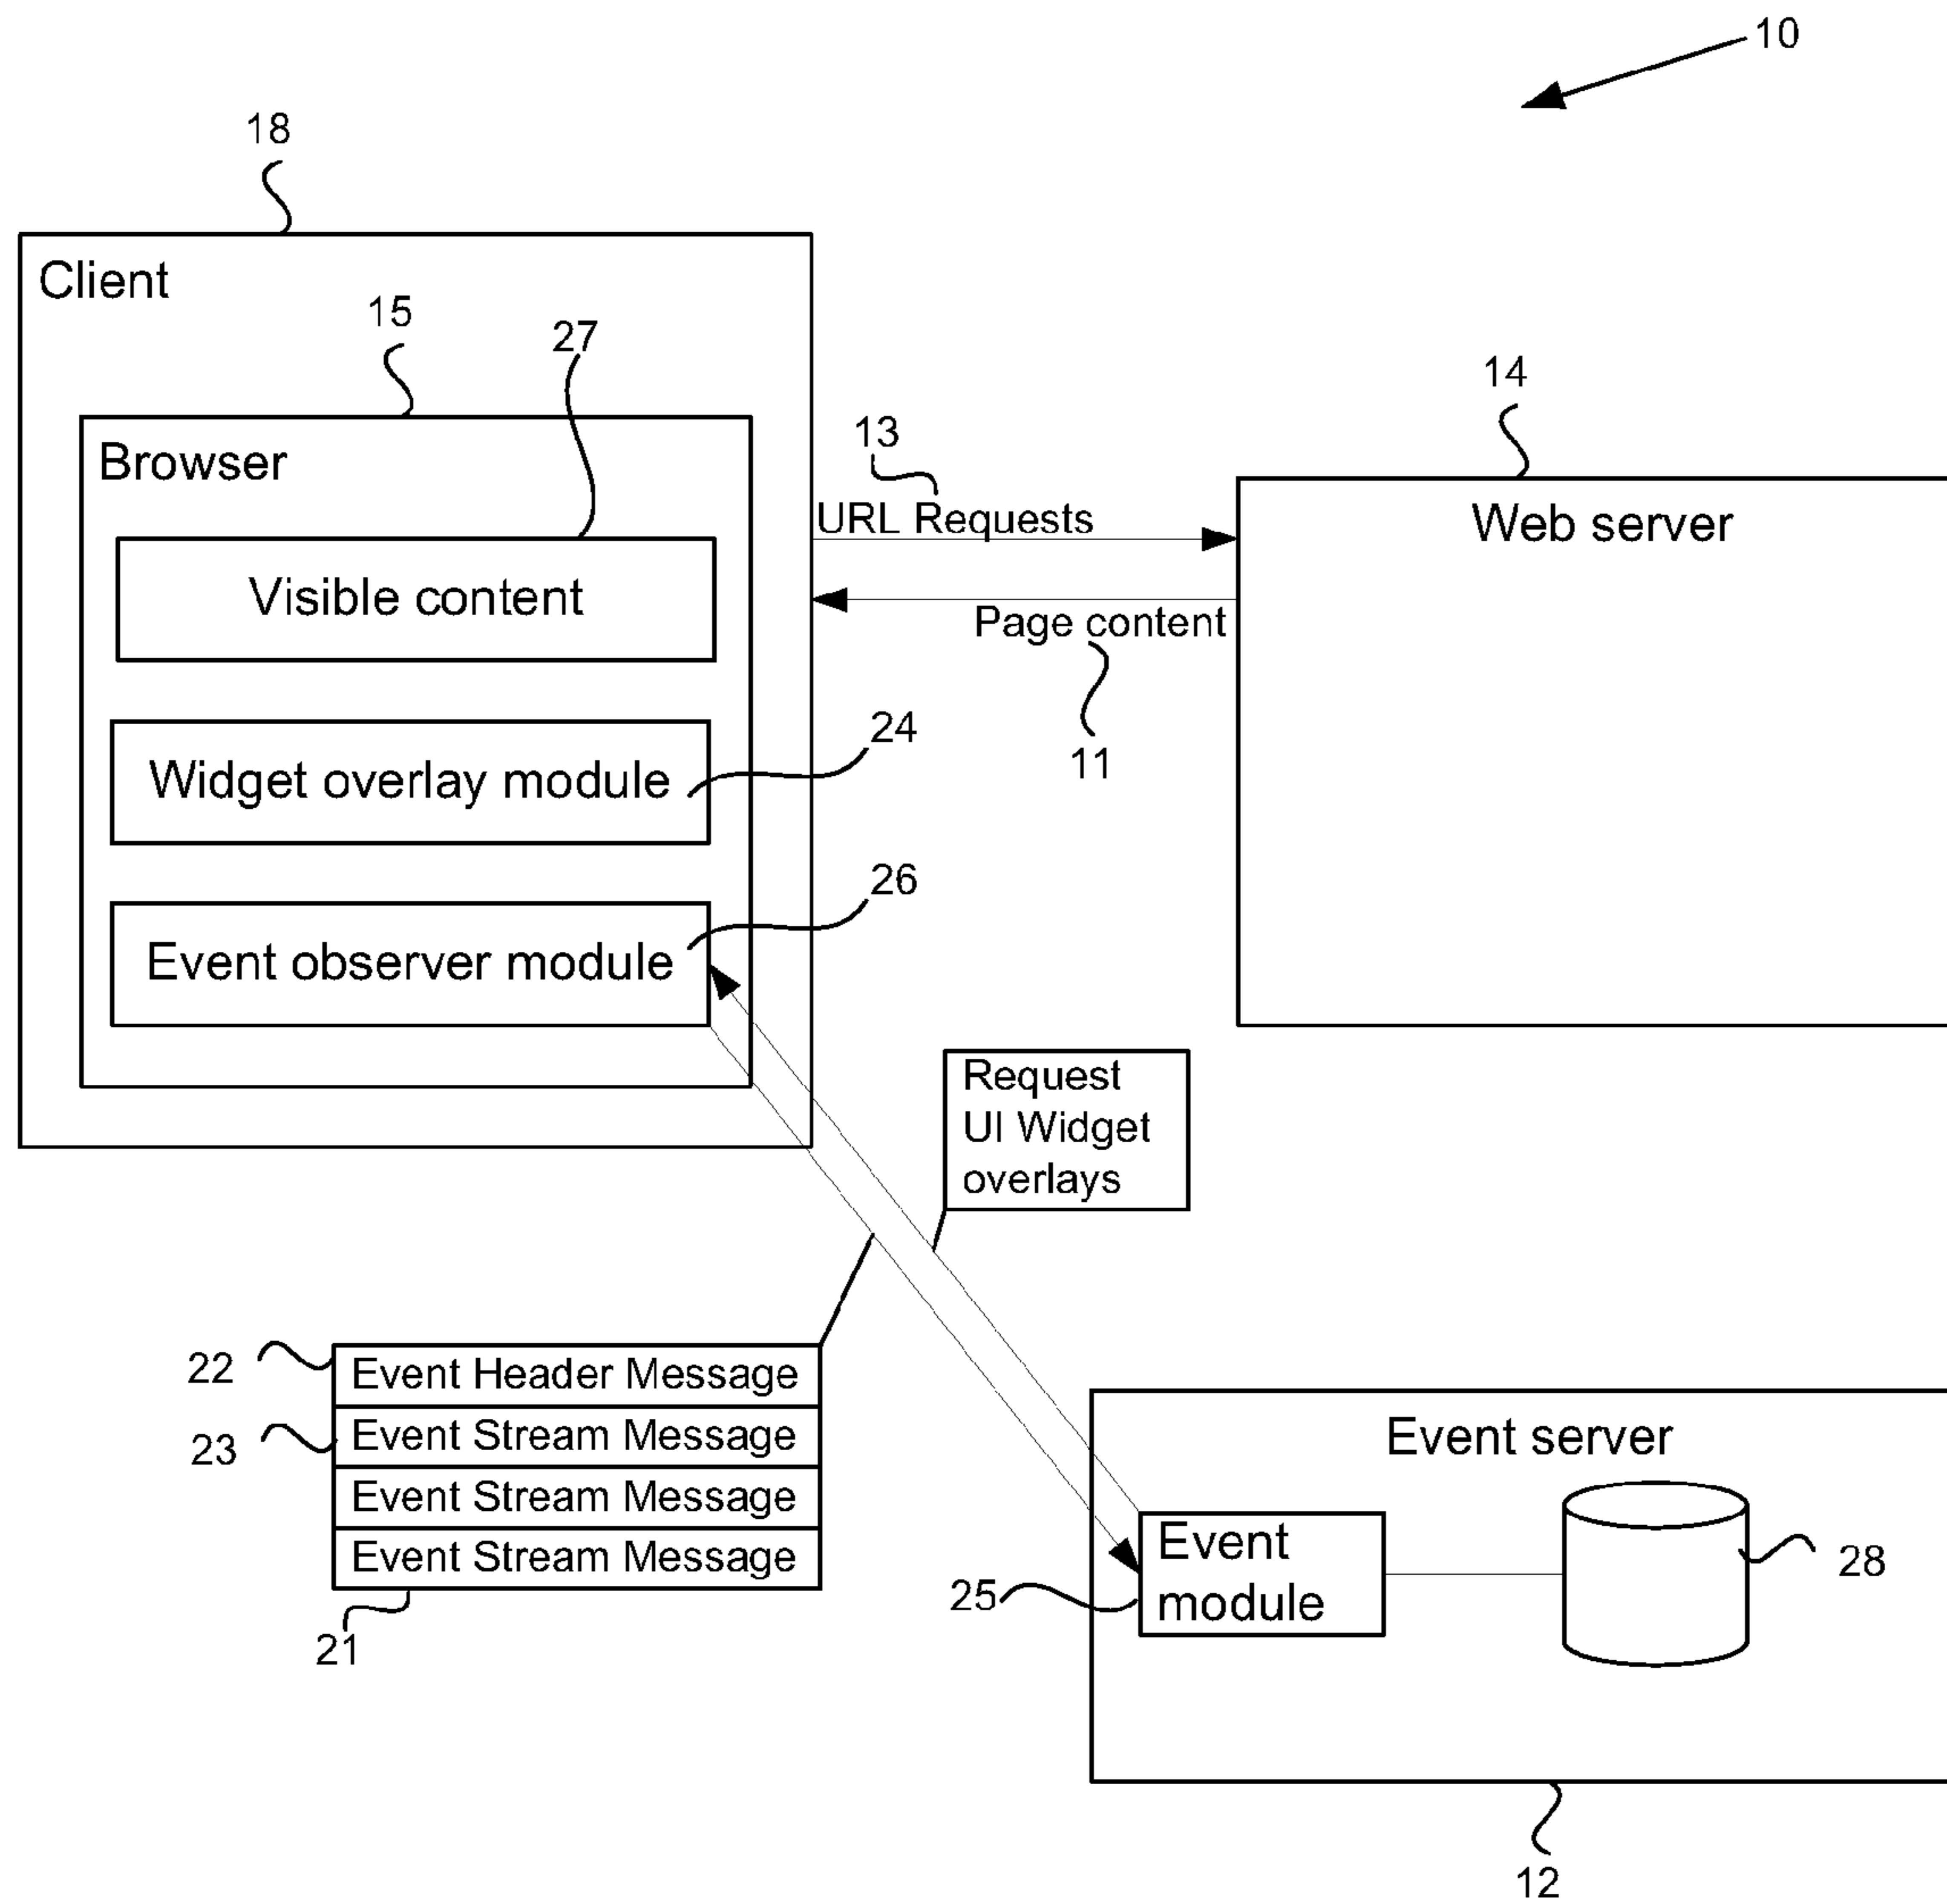 10
18
Client
15
27
Browser
13
14
URL Requests
Web server
Visible content
Page content
11
24
Widget overlay module
26
Event observer module
Request
UI Widget
overlays
22
Event Header Message
23
Event Stream Message
Event Stream Message
Event Stream Message
21
Event server
Event
module
25
28
12